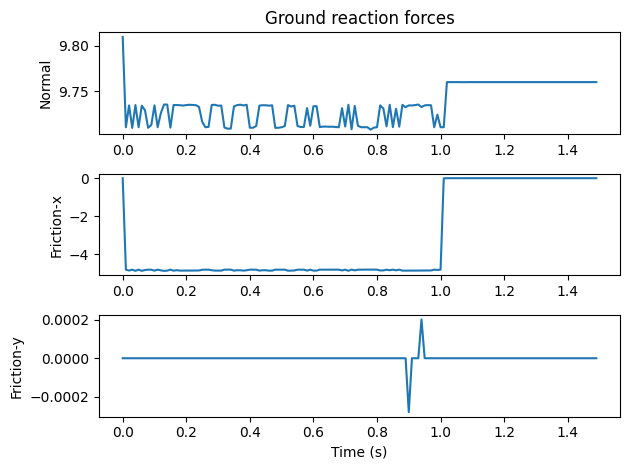 Ground reaction forces
Normal
9.80
9.75
0.0 0.2 0.4 0.6 0.8 1.0 1.2 1.4
Friction-x
0
−2
−4
0.0 0.2 0.4 0.6 0.8 1.0 1.2 1.4
Friction-y
0.0002
0.0000
−0.0002
0.0 0.2 0.4 0.6 0.8 1.0 1.2 1.4
Time (s)